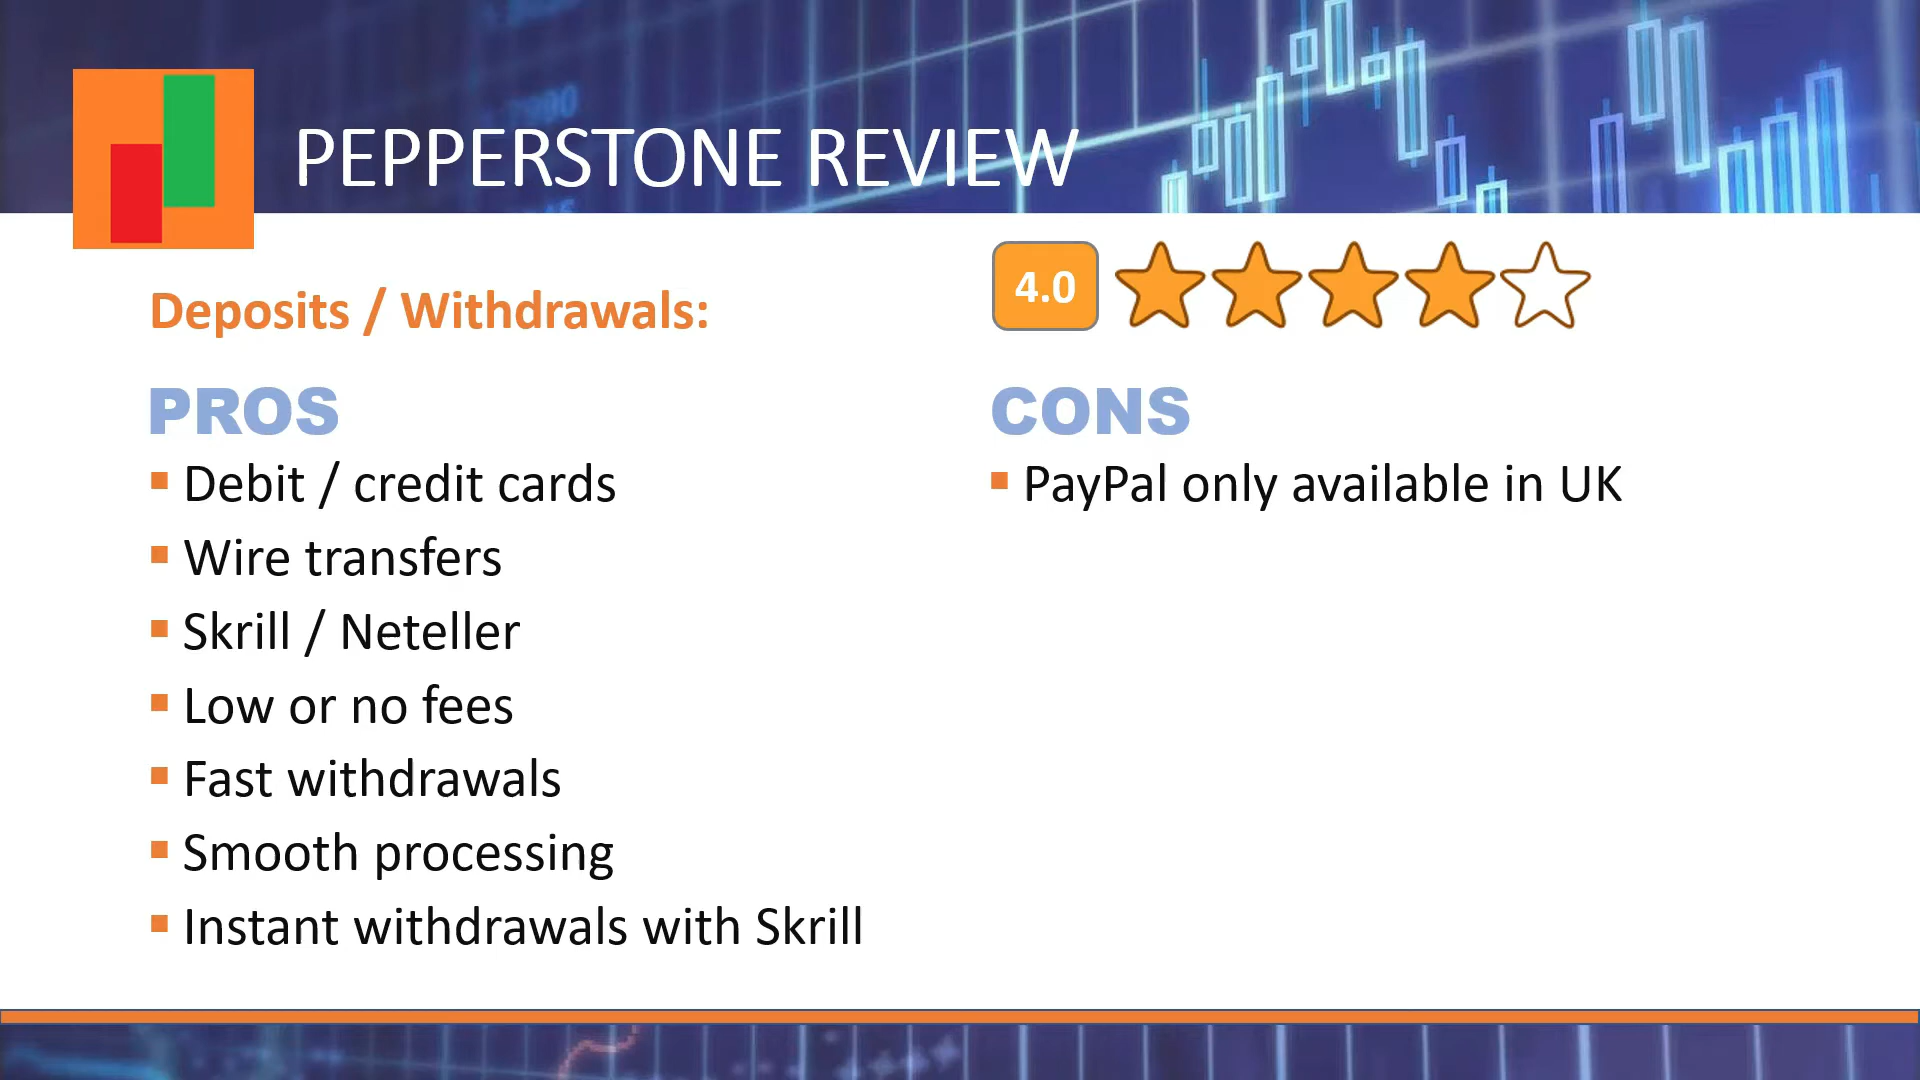 PEPPERSTONE REVIEW
Deposits / Withdrawals:
4.0
PROS
Debit / credit cards
Wire transfers
Skrill / Neteller
Low or no fees
Fast withdrawals
Smooth processing
Instant withdrawals with Skrill
CONS
PayPal only available in UK